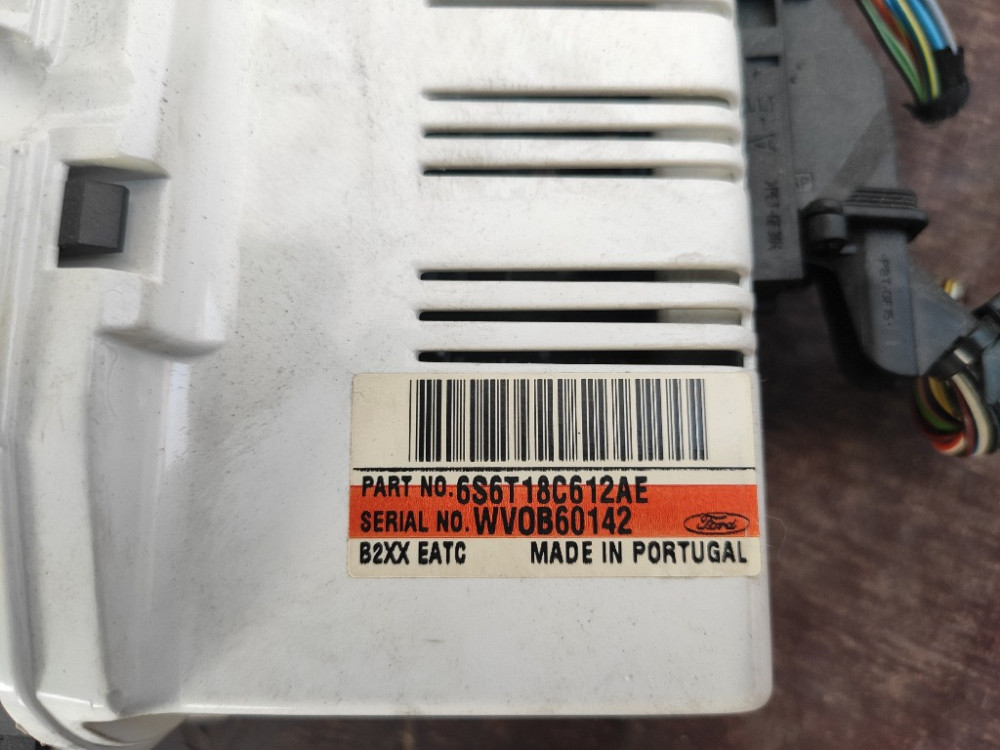 PART NO. 6S6T18C612AE
SERIAL NO. WVOB60142
Ford
B2XX EATC MADE IN PORTUGAL